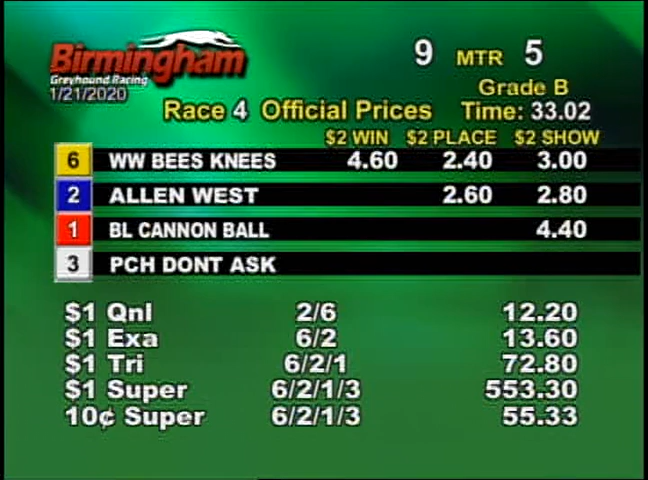 Birmingham
Greyhound Racing
1/21/2020
9 MTR 5
Grade B
Race 4 Official Prices Time: 33.02
$2 WIN $2 PLACE $2 SHOW
6 WW BEES KNEES 4.60 2.40 3.00
2 ALLEN WEST 2.60 2.80
1 BL CANNON BALL 4.40
3 PCH DONT ASK
$1 Qnl 2/6 12.20
$1 Exa 6/2 13.60
$1 Tri 6/2/1 72.80
$1 Super 6/2/1/3 553.30
10¢ Super 6/2/1/3 55.33